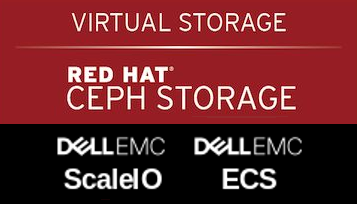 VIRTUAL STORAGE
RED HAT®
CEPH STORAGE
DELLEMC DELLEMC
ScaleIO ECS